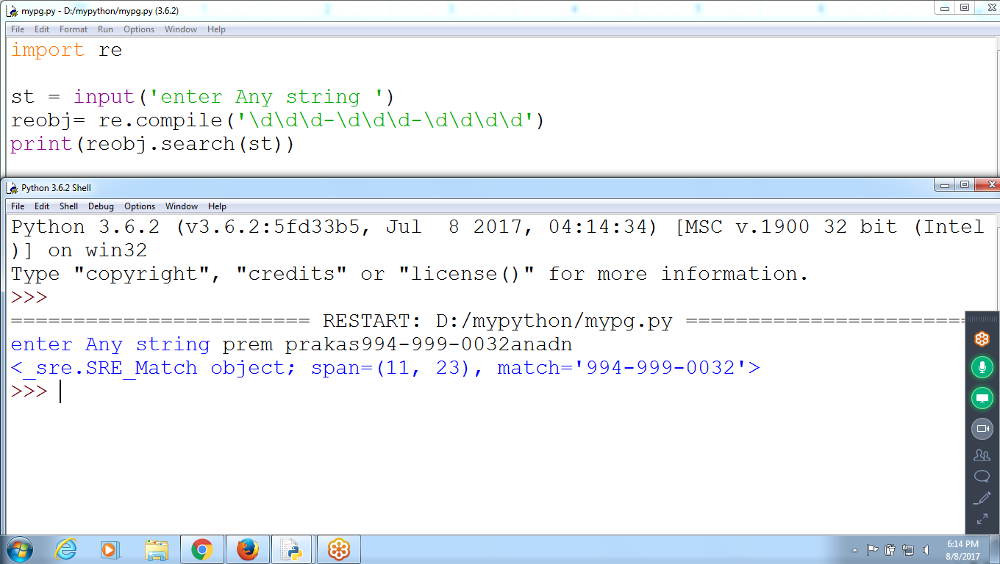 mypg.py - D:/mypython/mypg.py (3.6.2)
File Edit Format Run Options Window Help
import re
st = input('enter Any string ')
reobj= re.compile('\d\d\d-\d\d\d-\d\d\d\d')
print(reobj.search(st))
Python 3.6.2 Shell
File Edit Shell Debug Options Window Help
Python 3.6.2 (v3.6.2:5fd33b5, Jul  8 2017, 04:14:34) [MSC v.1900 32 bit (Intel
)] on win32
Type "copyright", "credits" or "license()" for more information.
>>>
======================== RESTART: D:/mypython/mypg.py =======================
enter Any string prem prakas994-999-0032anadn
<_sre.SRE_Match object; span=(11, 23), match='994-999-0032'>
>>>
6:14 PM
8/8/2017